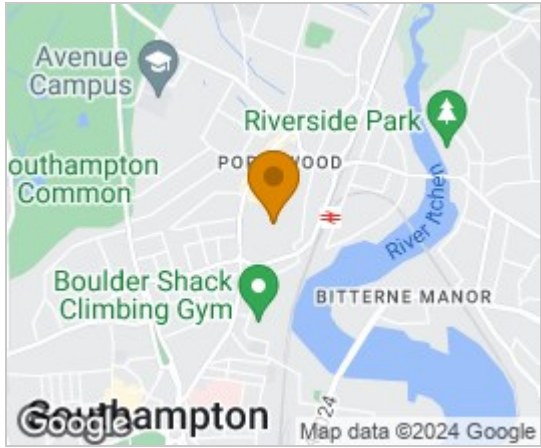 Avenue
Campus
Riverside Park
outhampton
Common
River Itchen
Boulder Shack
Climbing Gym
BITTERNE MANOR
Southampton
Google
Map data ©2024 Google